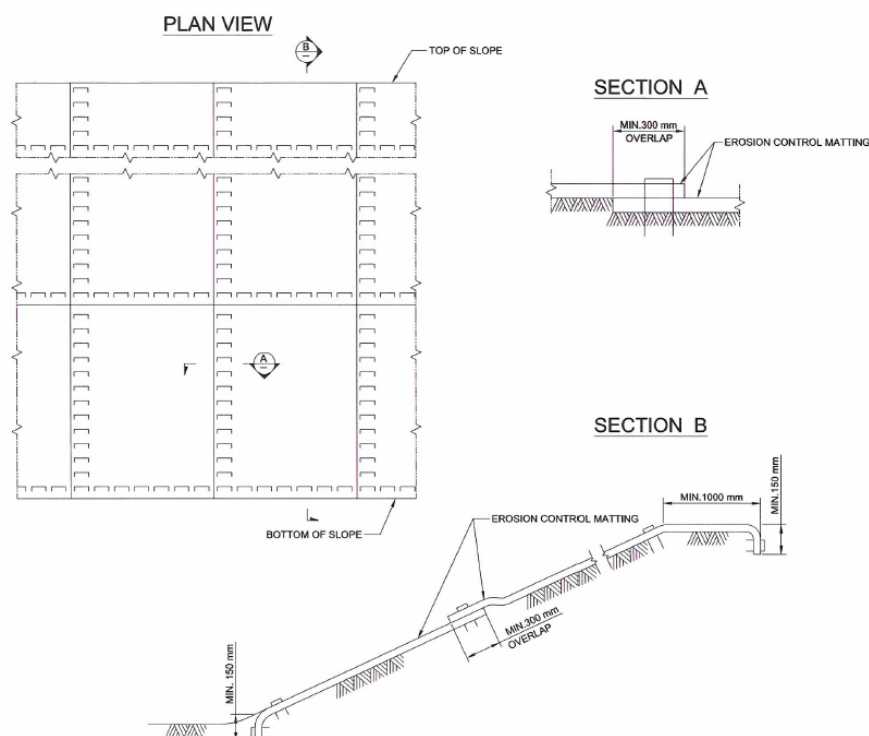 PLAN VIEW
B
TOP OF SLOPE
SECTION A
MIN.300 mm
OVERLAP
EROSION CONTROL MATTING
A
SECTION B
BOTTOM OF SLOPE
EROSION CONTROL MATTING
MIN.1000 mm
MIN.150 mm
MIN.300 mm
OVERLAP
MIN. 150 mm